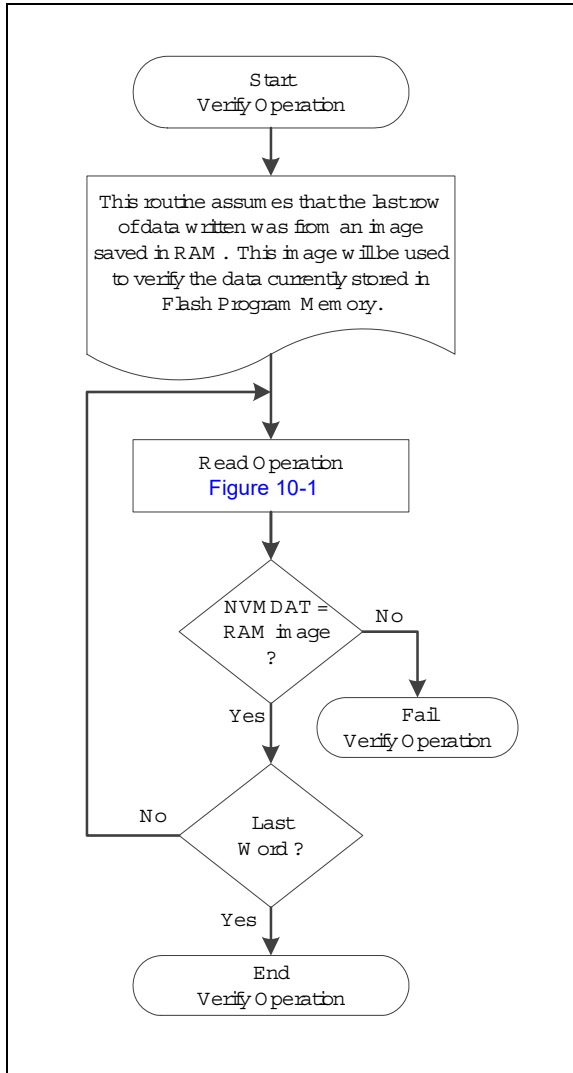 Start
Verify Operation
This routine assumes that the last row
of data written was from an image
saved in RAM. This image will be used
to verify the data currently stored in
Flash Program Memory.
Read Operation
Figure 10-1
NVMDAT =
RAM image
?
No
Fail
Verify Operation
Yes
Last
Word ?
No
Yes
End
Verify Operation